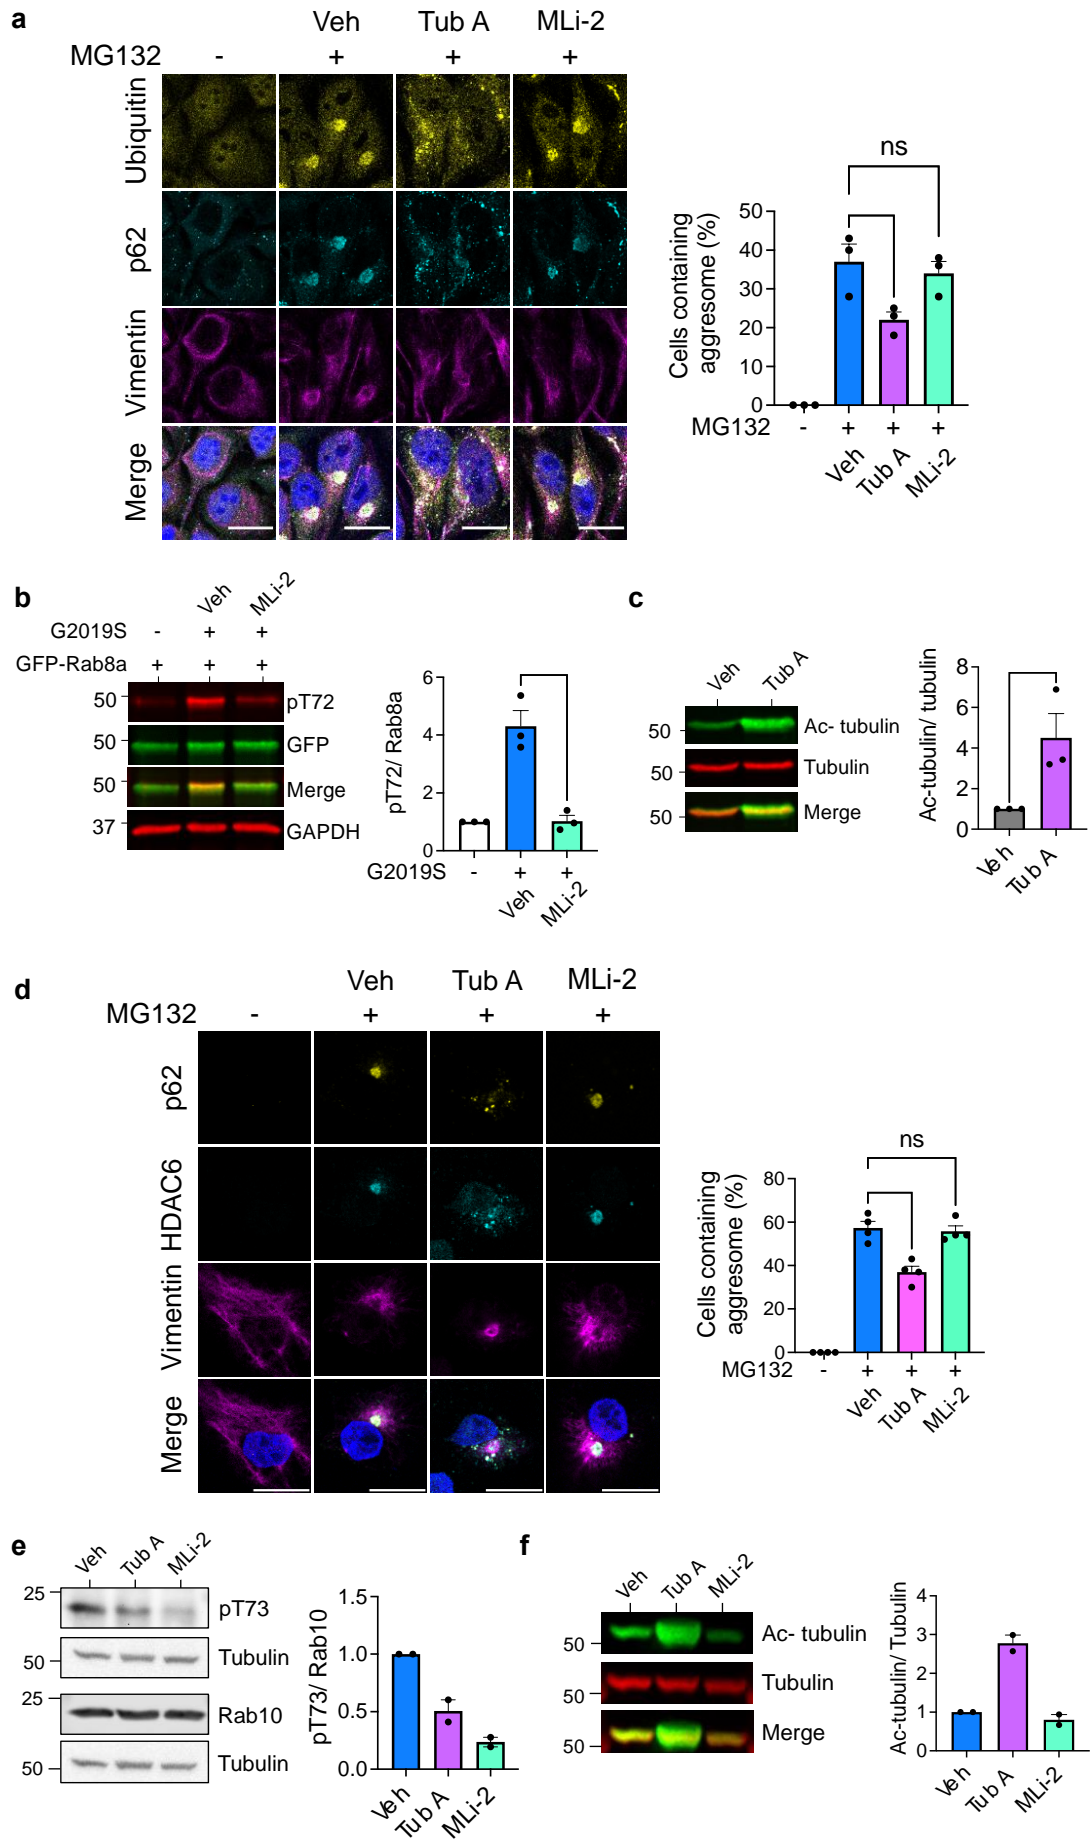 a
Veh Tub A MLi-2
MG132 - + + +
Ubiquitin
p62
Vimentin
Merge
ns
Cells containing
aggresome (%)
50
40
30
20
10
0
MG132 - + + +
Veh Tub A MLi-2
b
Veh MLi-2
G2019S - + +
GFP-Rab8a + + +
50 pT72
50 GFP
50 Merge
37 GAPDH
pT72/ Rab8a
6
4
2
0
G2019S - + +
Veh MLi-2
c
Veh Tub A
50 Ac- tubulin
50 Tubulin
50 Merge
Ac-tubulin/ tubulin
8
6
4
2
0
Veh Tub A
d
Veh Tub A MLi-2
MG132 - + + +
p62
HDAC6
Vimentin
Merge
ns
Cells containing
aggresome (%)
80
60
40
20
0
MG132 - + + +
Veh Tub A MLi-2
e
Veh Tub A MLi-2
25 pT73
50 Tubulin
25 Rab10
50 Tubulin
pT73/ Rab10
1.5
1.0
0.5
0.0
Veh Tub A MLi-2
f
Veh Tub A MLi-2
50 Ac- tubulin
50 Tubulin
50 Merge
Ac-tubulin/ Tubulin
4
3
2
1
0
Veh Tub A MLi-2